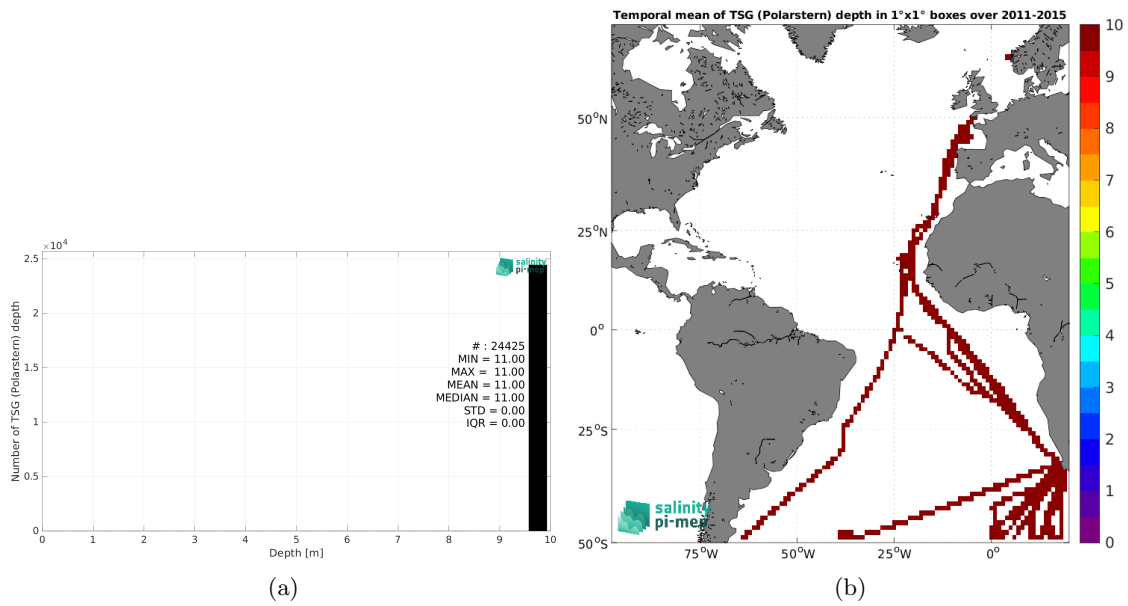 ×10⁴
2.5
2
1.5
1
0.5
0
Number of TSG (Polarstern) depth
salinity
pi-mep
# : 24425
MIN = 11.00
MAX = 11.00
MEAN = 11.00
MEDIAN = 11.00
STD = 0.00
IQR = 0.00
0 1 2 3 4 5 6 7 8 9 10
Depth [m]
(a)
Temporal mean of TSG (Polarstern) depth in 1°x1° boxes over 2011-2015
50°N
25°N
0°
25°S
50°S
75°W 50°W 25°W 0°
salinity
pi-mep
10
9
8
7
6
5
4
3
2
1
0
(b)